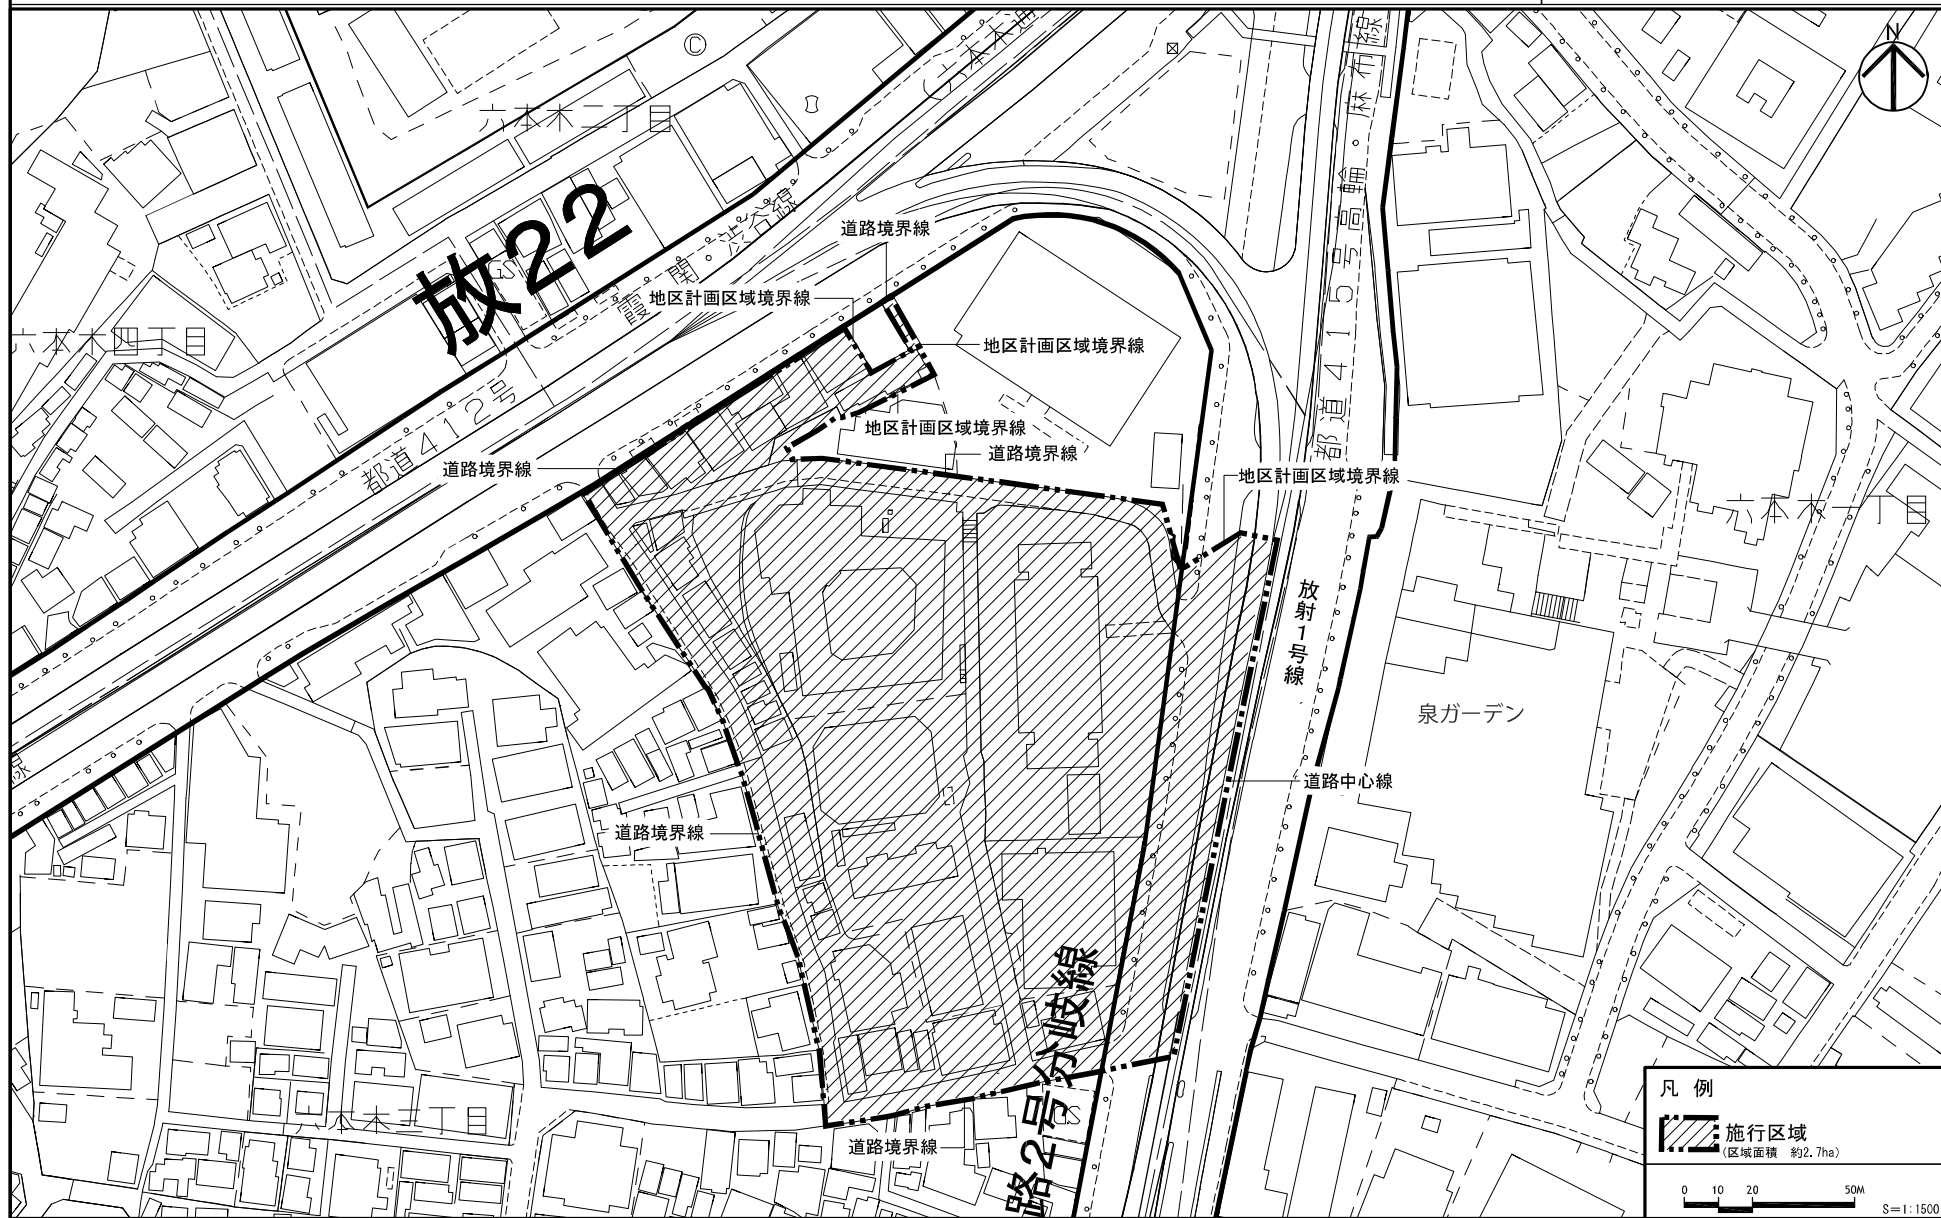 N
六本木二丁目
六本木通
都道415号高輪・麻布線
放22
霞ヶ関・渋谷線
道路境界線
地区計画区域境界線
六本木四丁目
地区計画区域境界線
都道412号
地区計画区域境界線
道路境界線
道路境界線
地区計画区域境界線
六本木一丁目
放射1号線
泉ガーデン
道路中心線
道路境界線
路2号分岐線
六本木三丁目
GS
道路境界線
凡 例
施行区域
(区域面積 約2.7ha)
0 10 20 50M
S=1:1500